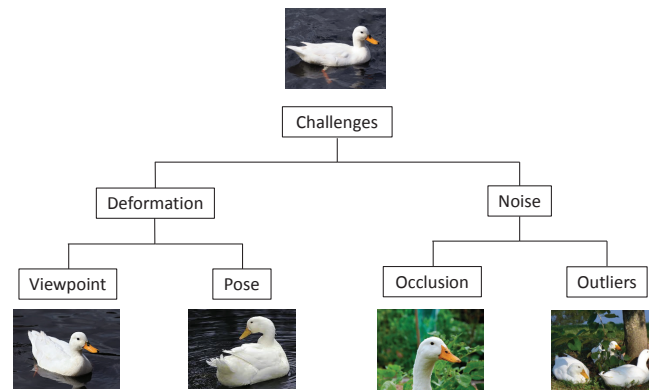 Challenges
Deformation
Noise
Viewpoint
Pose
Occlusion
Outliers